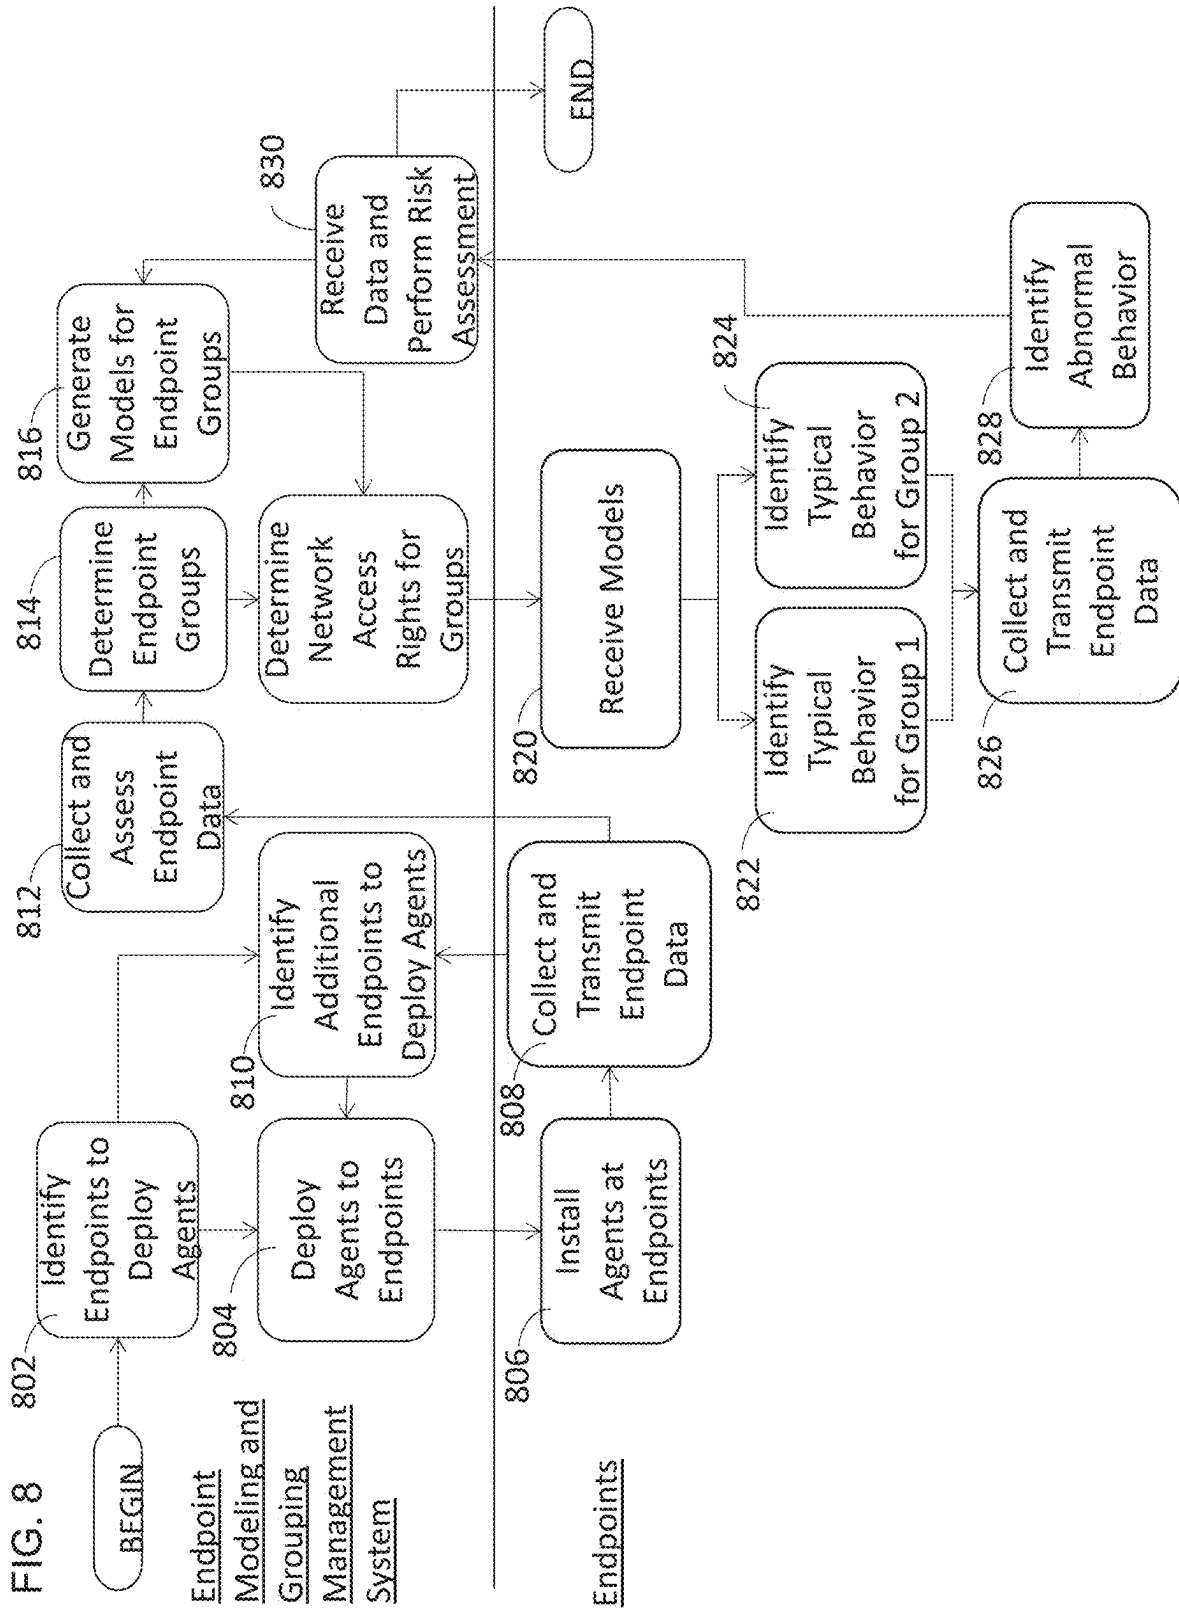 FIG. 8
BEGIN
802
Identify
Endpoints to
Deploy
Agents
804
Deploy
Agents to
Endpoints
810
Identify
Additional
Endpoints to
Deploy Agents
812
Collect and
Assess
Endpoint
Data
814
Determine
Endpoint
Groups
816
Generate
Models for
Endpoint
Groups
Determine
Network
Access
Rights for
Groups
830
Receive
Data and
Perform Risk
Assessment
Endpoint
Modeling and
Grouping
Management
System
Endpoints
806
Install
Agents at
Endpoints
808
Collect and
Transmit
Endpoint
Data
820
Receive Models
822
Identify
Typical
Behavior
for Group 1
824
Identify
Typical
Behavior
for Group 2
826
Collect and
Transmit
Endpoint
Data
828
Identify
Abnormal
Behavior
END